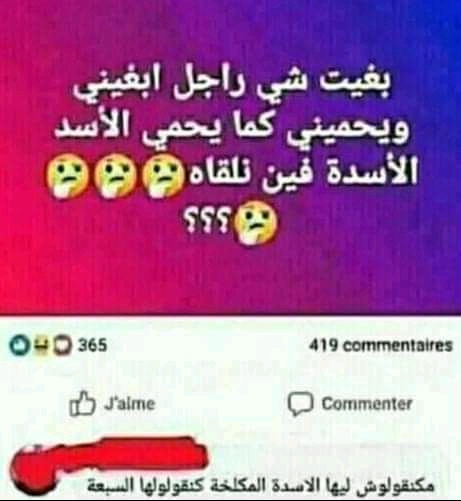 بغيت شي راجل ابغيني
ويحميني كما يحمي الأسد
الأسدة فين نلقاه🤔🤔🤔
🤔؟؟؟
365 419 commentaires
J'aime Commenter
مكنقولوش ليها الاسدة المكلخة كنقولولها السبعة